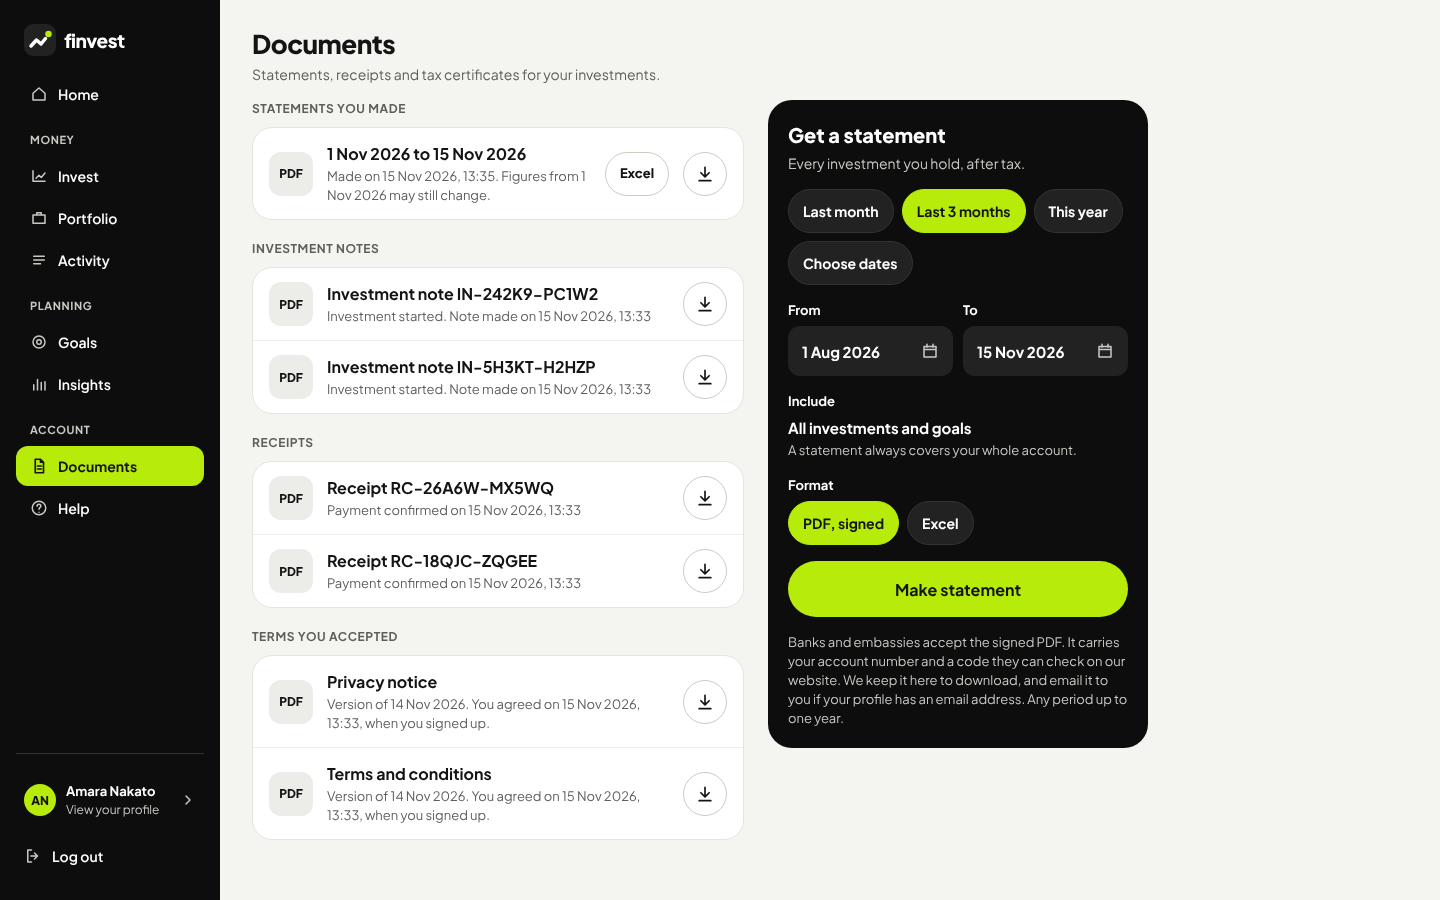 finvest
Home
MONEY
Invest
Portfolio
Activity
PLANNING
Goals
Insights
ACCOUNT
Documents
Help
AN
Amara Nakato
View your profile
Log out
Documents
Statements, receipts and tax certificates for your investments.
STATEMENTS YOU MADE
PDF
1 Nov 2026 to 15 Nov 2026
Made on 15 Nov 2026, 13:35. Figures from 1
Nov 2026 may still change.
Excel
INVESTMENT NOTES
PDF
Investment note IN-242K9-PC1W2
Investment started. Note made on 15 Nov 2026, 13:33
PDF
Investment note IN-5H3KT-H2HZP
Investment started. Note made on 15 Nov 2026, 13:33
RECEIPTS
PDF
Receipt RC-26A6W-MX5WQ
Payment confirmed on 15 Nov 2026, 13:33
PDF
Receipt RC-18QJC-ZQGEE
Payment confirmed on 15 Nov 2026, 13:33
TERMS YOU ACCEPTED
PDF
Privacy notice
Version of 14 Nov 2026. You agreed on 15 Nov 2026,
13:33, when you signed up.
PDF
Terms and conditions
Version of 14 Nov 2026. You agreed on 15 Nov 2026,
13:33, when you signed up.
Get a statement
Every investment you hold, after tax.
Last month
Last 3 months
This year
Choose dates
From
To
1 Aug 2026
15 Nov 2026
Include
All investments and goals
A statement always covers your whole account.
Format
PDF, signed
Excel
Make statement
Banks and embassies accept the signed PDF. It carries
your account number and a code they can check on our
website. We keep it here to download, and email it to
you if your profile has an email address. Any period up to
one year.